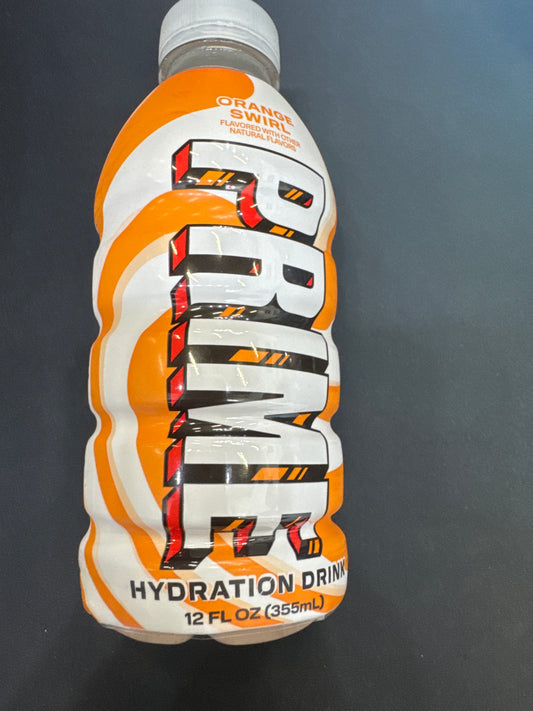 ORANGE
SWIRL
FLAVORED WITH OTHER
NATURAL FLAVORS
PRIME
HYDRATION DRINK
12 FL OZ (355mL)